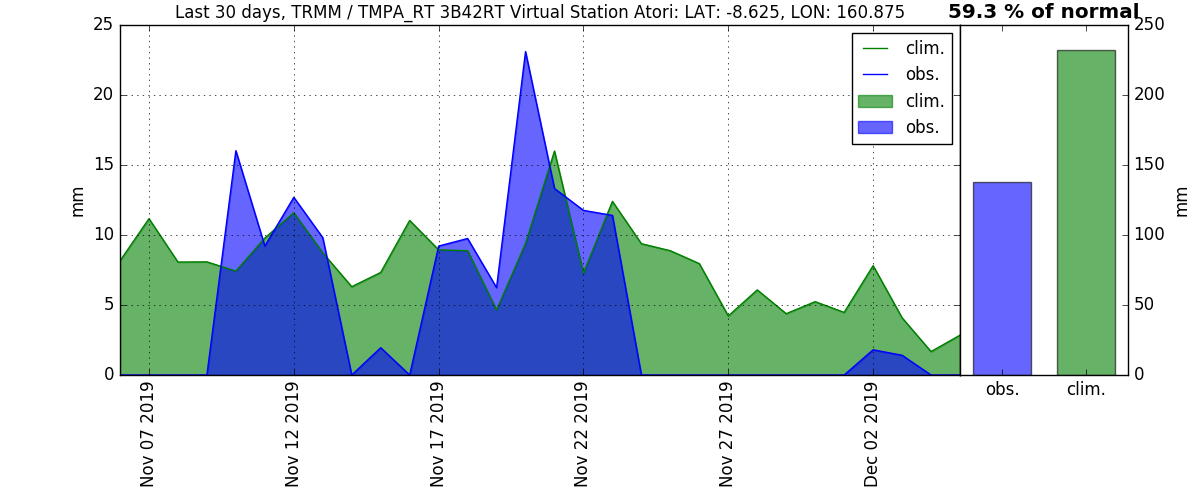 Last 30 days, TRMM / TMPA_RT 3B42RT Virtual Station Atori: LAT: -8.625, LON: 160.875
59.3 % of normal
25
20
15
10
5
0
mm
clim.
obs.
clim.
obs.
Nov 07 2019
Nov 12 2019
Nov 17 2019
Nov 22 2019
Nov 27 2019
Dec 02 2019
250
200
150
100
50
0
mm
obs.
clim.